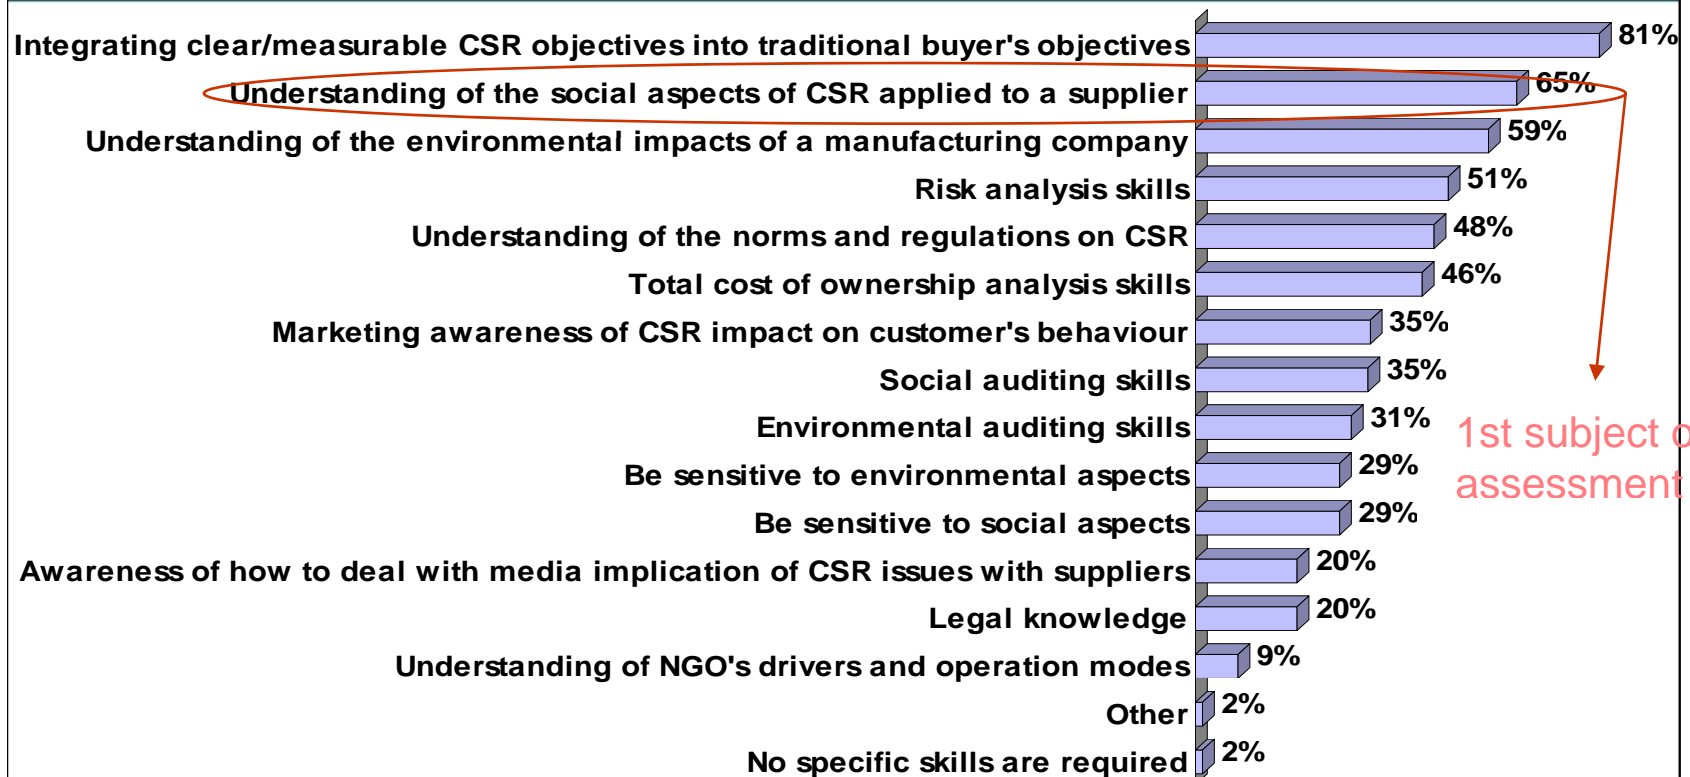 Integrating clear/measurable CSR objectives into traditional buyer's objectives 81%
Understanding of the social aspects of CSR applied to a supplier 65%
Understanding of the environmental impacts of a manufacturing company 59%
Risk analysis skills 51%
Understanding of the norms and regulations on CSR 48%
Total cost of ownership analysis skills 46%
Marketing awareness of CSR impact on customer's behaviour 35%
Social auditing skills 35%
Environmental auditing skills 31%
1st subject
assessment
Be sensitive to environmental aspects 29%
Be sensitive to social aspects 29%
Awareness of how to deal with media implication of CSR issues with suppliers 20%
Legal knowledge 20%
Understanding of NGO's drivers and operation modes 9%
Other 2%
No specific skills are required 2%